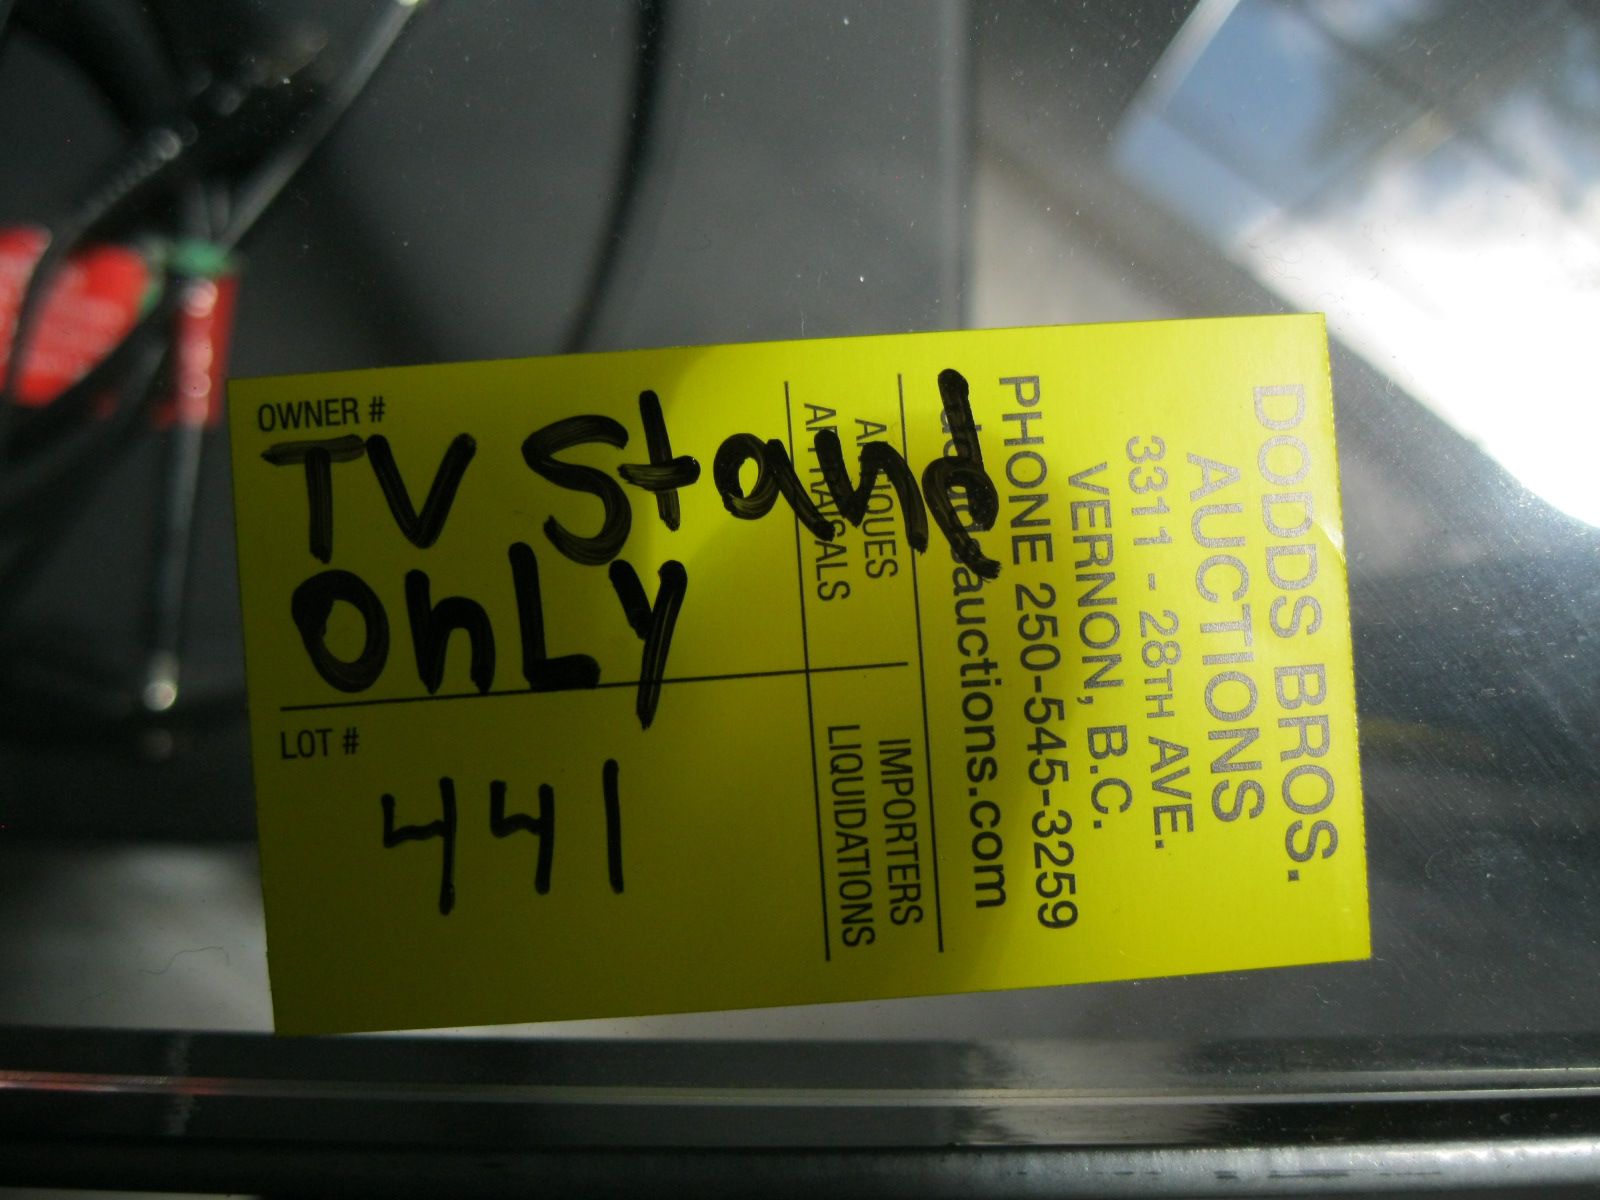 DODDS BROS.
AUCTIONS
3311 - 28TH AVE.
VERNON, B.C.
PHONE 250-545-3259
auctions.com
ANTIQUES
IMPORTERS
APPRAISALS
LIQUIDATIONS
OWNER #
TV Stand
OnLy
LOT #
441